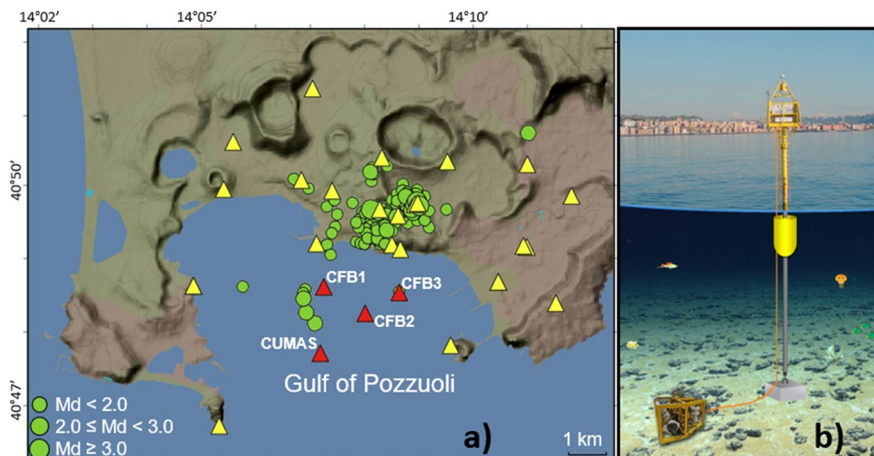 14°02' 14°05' 14°10'
40°50'
40°47'
CFB1
CFB3
CFB2
CUMAS
Gulf of Pozzuoli
Md < 2.0
2.0 ≤ Md < 3.0
Md ≥ 3.0
a)
1 km
b)